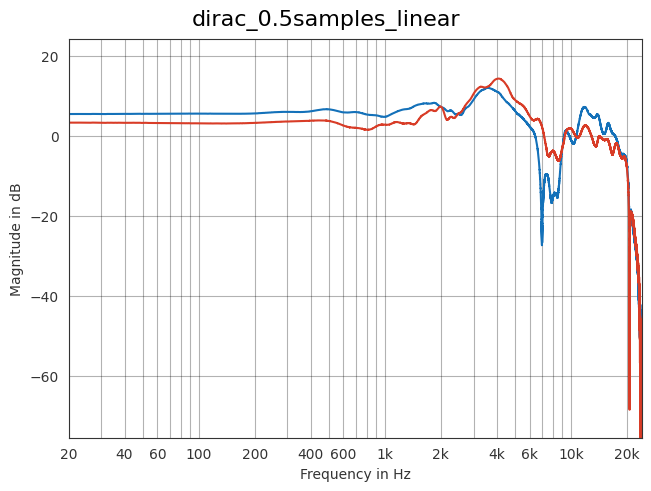 dirac_0.5samples_linear
Magnitude in dB
20
0
−20
−40
−60
20 40 60 100 200 400 600 1k 2k 4k 6k 10k 20k
Frequency in Hz